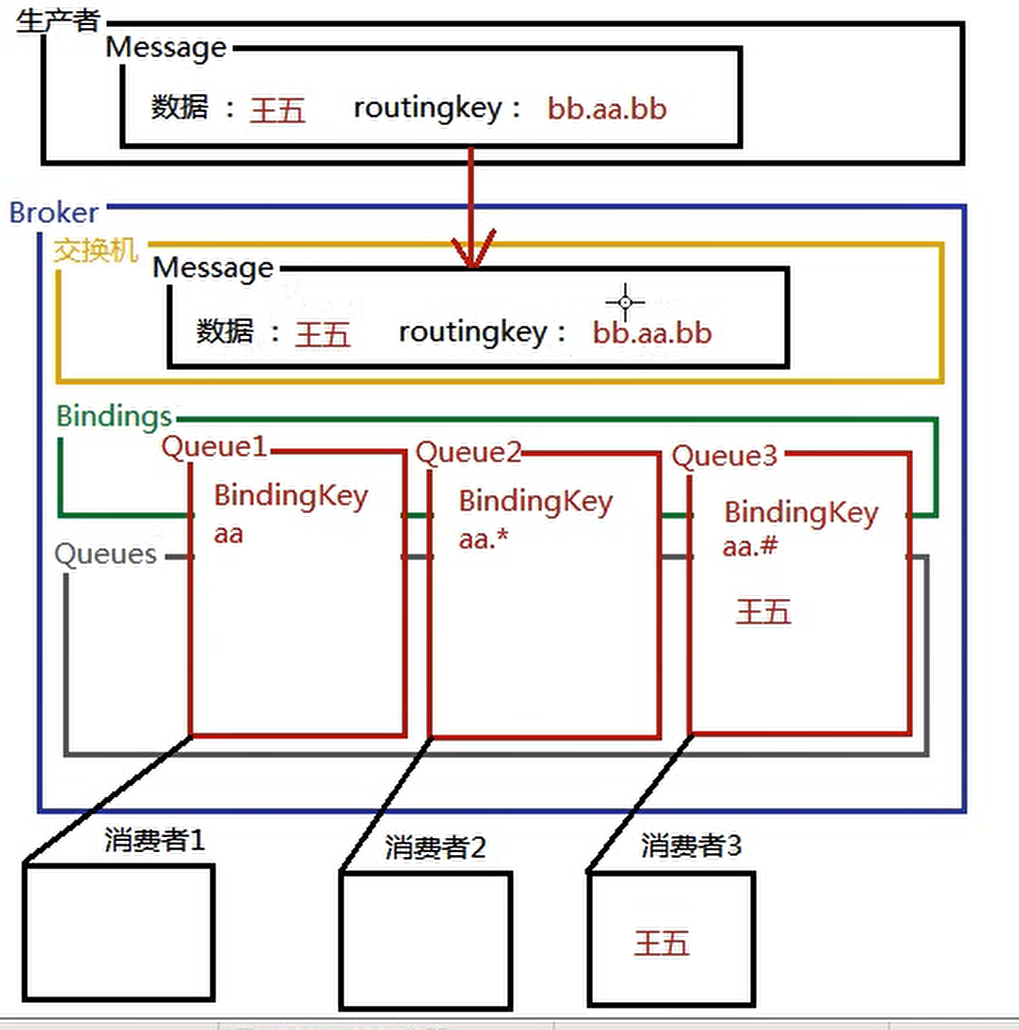 生产者
Message
数据 : 王五 routingkey : bb.aa.bb
Broker
交换机
Message
数据 : 王五 routingkey : bb.aa.bb
Bindings
Queue1
BindingKey
aa
Queue2
BindingKey
aa.*
Queue3
BindingKey
aa.#
王五
Queues
消费者1
消费者2
消费者3
王五